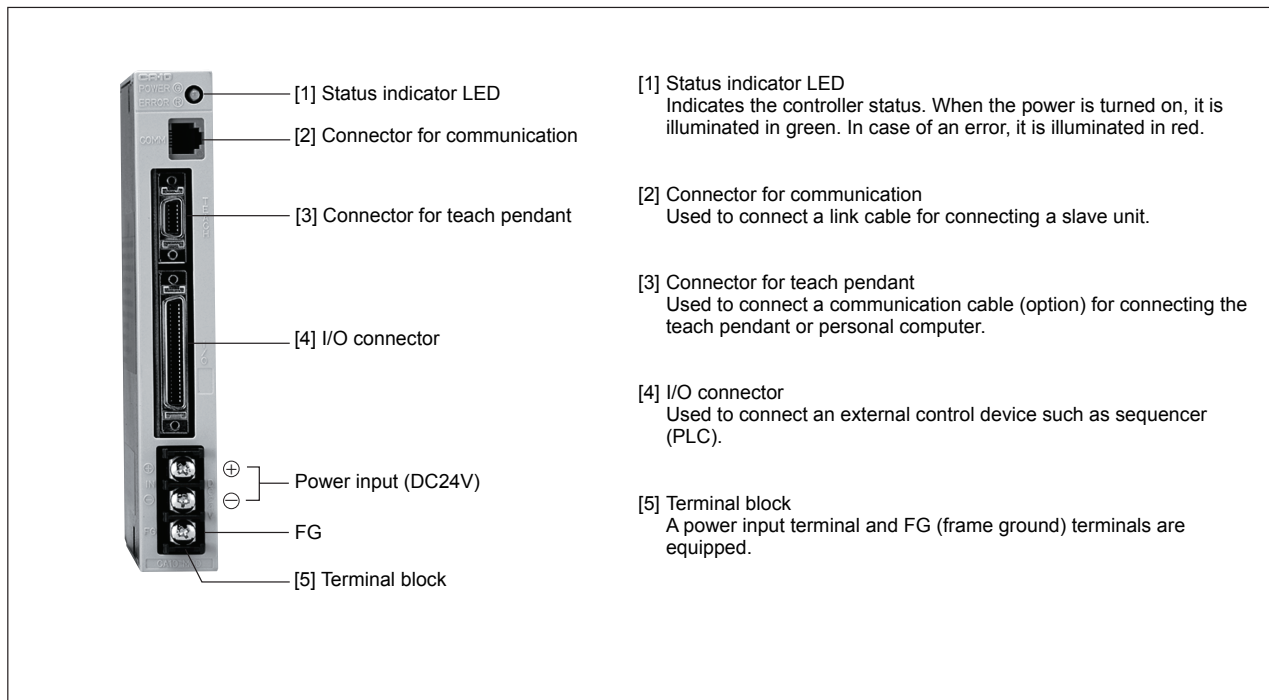 POWER
ERROR
COMM
[1] Status indicator LED
[2] Connector for communication
[3] Connector for teach pendant
[4] I/O connector
⊕
⊖
Power input (DC24V)
FG
[5] Terminal block
[1] Status indicator LED
Indicates the controller status. When the power is turned on, it is
illuminated in green. In case of an error, it is illuminated in red.
[2] Connector for communication
Used to connect a link cable for connecting a slave unit.
[3] Connector for teach pendant
Used to connect a communication cable (option) for connecting the
teach pendant or personal computer.
[4] I/O connector
Used to connect an external control device such as sequencer
(PLC).
[5] Terminal block
A power input terminal and FG (frame ground) terminals are
equipped.